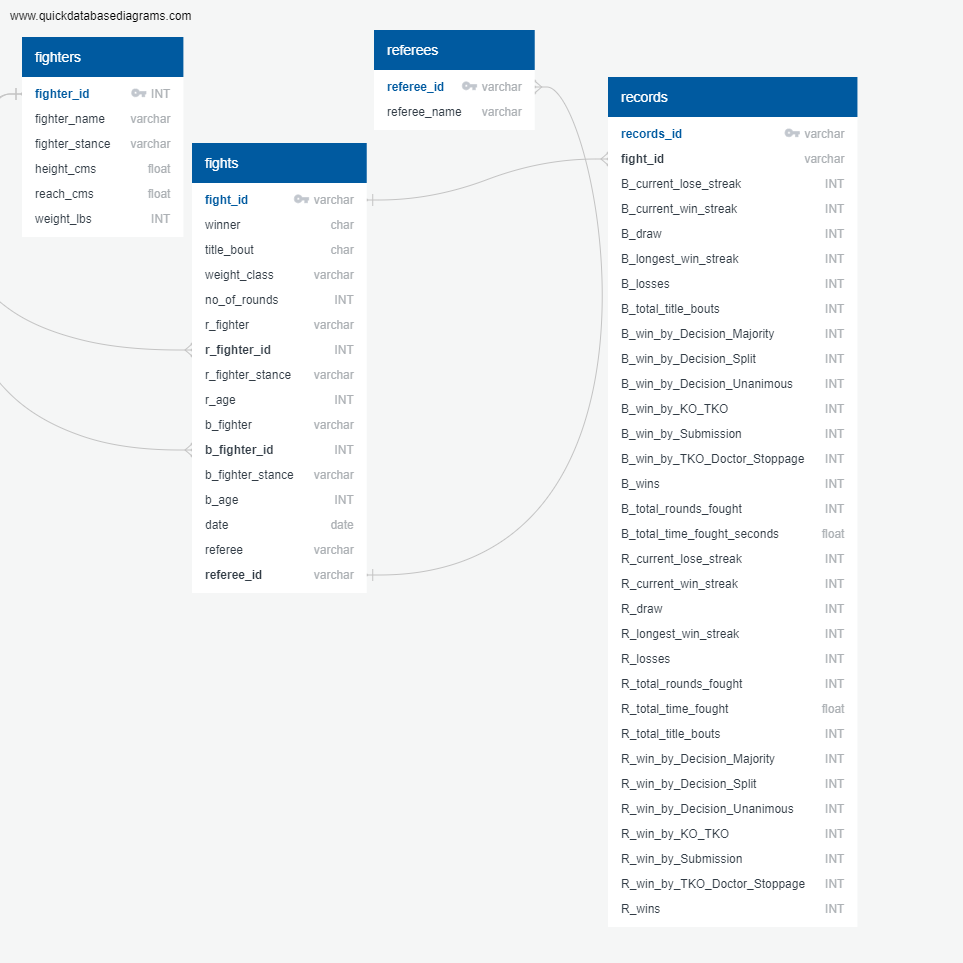 www.quickdatabasediagrams.com
fighters
fighter_id INT
fighter_name varchar
fighter_stance varchar
height_cms float
reach_cms float
weight_lbs INT
fights
fight_id varchar
winner char
title_bout char
weight_class varchar
no_of_rounds INT
r_fighter varchar
r_fighter_id INT
r_fighter_stance varchar
r_age INT
b_fighter varchar
b_fighter_id INT
b_fighter_stance varchar
b_age INT
date date
referee varchar
referee_id varchar
referees
referee_id varchar
referee_name varchar
records
records_id varchar
fight_id varchar
B_current_lose_streak INT
B_current_win_streak INT
B_draw INT
B_longest_win_streak INT
B_losses INT
B_total_title_bouts INT
B_win_by_Decision_Majority INT
B_win_by_Decision_Split INT
B_win_by_Decision_Unanimous INT
B_win_by_KO_TKO INT
B_win_by_Submission INT
B_win_by_TKO_Doctor_Stoppage INT
B_wins INT
B_total_rounds_fought INT
B_total_time_fought_seconds float
R_current_lose_streak INT
R_current_win_streak INT
R_draw INT
R_longest_win_streak INT
R_losses INT
R_total_rounds_fought INT
R_total_time_fought float
R_total_title_bouts INT
R_win_by_Decision_Majority INT
R_win_by_Decision_Split INT
R_win_by_Decision_Unanimous INT
R_win_by_KO_TKO INT
R_win_by_Submission INT
R_win_by_TKO_Doctor_Stoppage INT
R_wins INT